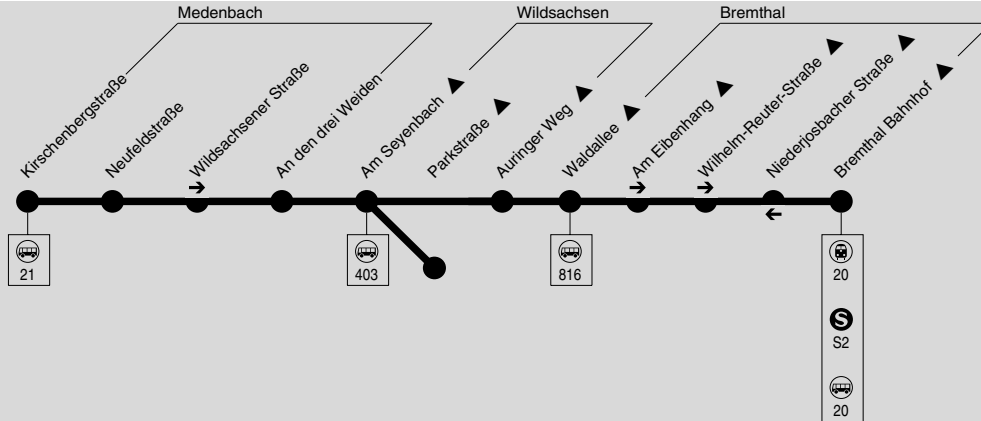 Medenbach
Wildsachsen
Bremthal
Kirschenbergstraße
Neufeldstraße
Wildsachsener Straße
An den drei Weiden
Am Seyenbach
Parkstraße
Auringer Weg
Waldallee
Am Eibenhang
Wilhelm-Reuter-Straße
Niederjosbacher Straße
Bremthal Bahnhof
21
403
816
20
S
S2
20